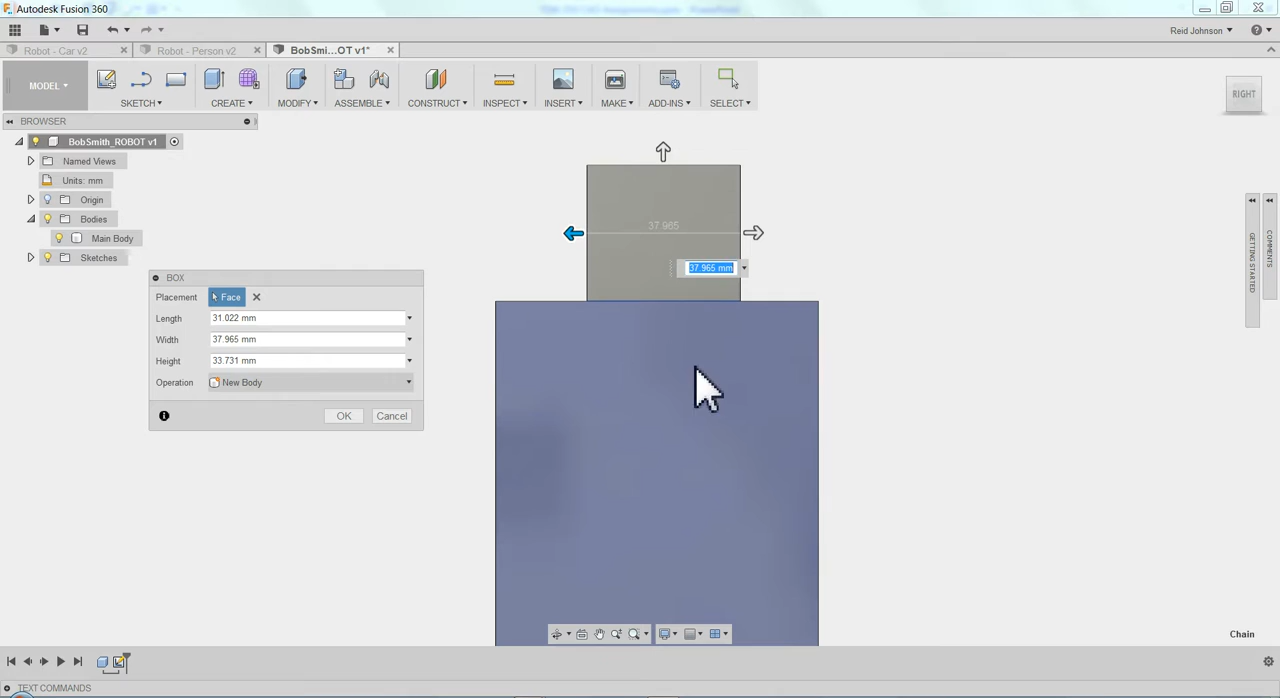 Autodesk Fusion 360
Reid Johnson
Robot - Car v2
Robot - Person v2
BobSmi...OT v1*
MODEL
SKETCH
CREATE
MODIFY
ASSEMBLE
CONSTRUCT
INSPECT
INSERT
MAKE
ADD-INS
SELECT
RIGHT
BROWSER
BobSmith_ROBOT v1
Named Views
Units: mm
Origin
Bodies
Main Body
Sketches
BOX
Placement Face
Length 31.022 mm
Width 37.965 mm
Height 33.731 mm
Operation New Body
OK Cancel
37.965
37.965 mm
GETTING STARTED
COMMENTS
Chain
TEXT COMMANDS